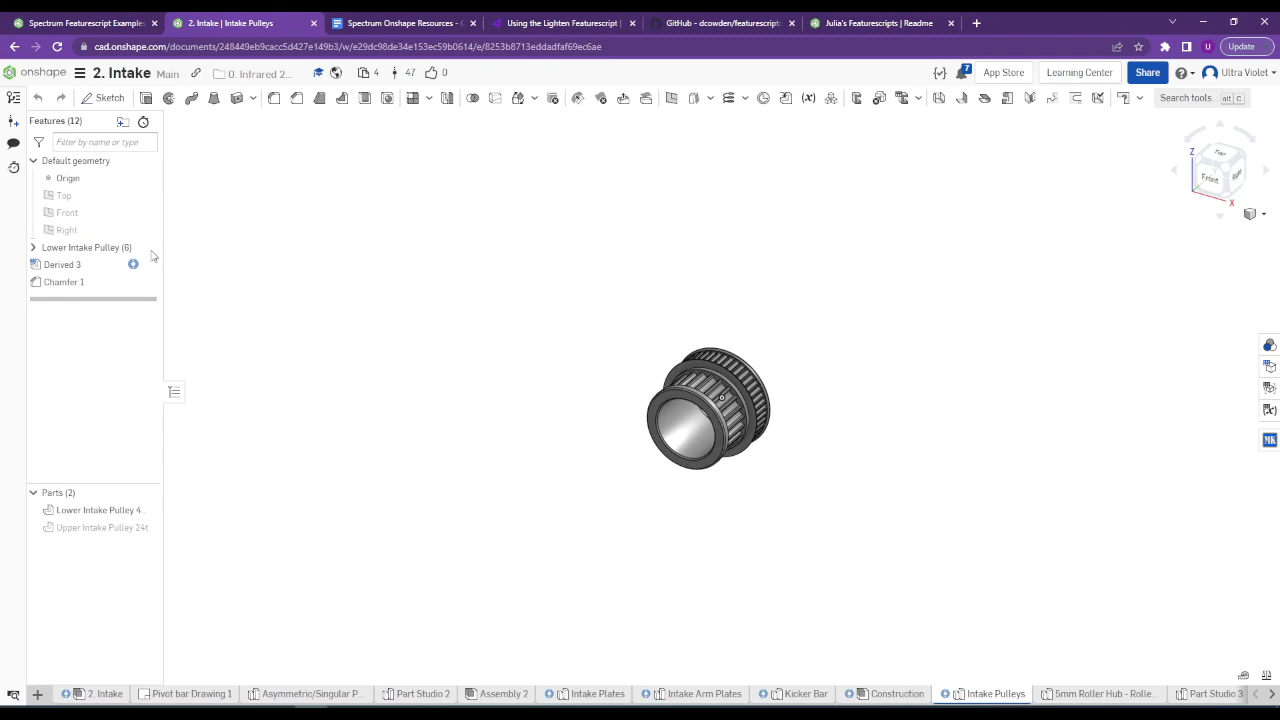 Spectrum Featurescript Examples
2. Intake | Intake Pulleys
Spectrum Onshape Resources -
Using the Lighten Featurescript |
GitHub - dcowden/featurescript:
Julia's Featurescripts | Readme
cad.onshape.com/documents/248449eb9cacc5d427e149b3/w/e29dc98de34e153ec59b0614/e/8253b8713eddadfaf69ec6ae
U
Update
onshape
2. Intake
Main
0. Infrared 2...
4
47
0
7
App Store
Learning Center
Share
Ultra Violet
Sketch
(x)
Search tools...
alt
C
Features (12)
Filter by name or type
Default geometry
Origin
Top
Front
Right
Lower Intake Pulley (6)
Derived 3
Chamfer 1
Parts (2)
Lower Intake Pulley 4...
Upper Intake Pulley 24t
Z
Top
Front
Right
X
MK
2. Intake
Pivot bar Drawing 1
Asymmetric/Singular P...
Part Studio 2
Assembly 2
Intake Plates
Intake Arm Plates
Kicker Bar
Construction
Intake Pulleys
5mm Roller Hub - Rolle...
Part Studio 3